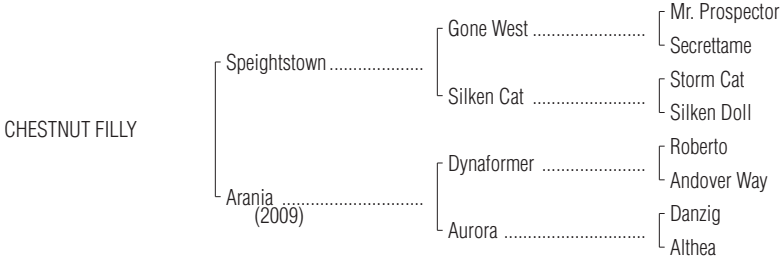 Mr. Prospector
Gone West ........................
Secrettame
Speightstown ....................
Storm Cat
Silken Cat ........................
Silken Doll
CHESTNUT FILLY
Roberto
Dynaformer ......................
Andover Way
Arania ..............................
(2009)
Danzig
Aurora ..............................
Althea